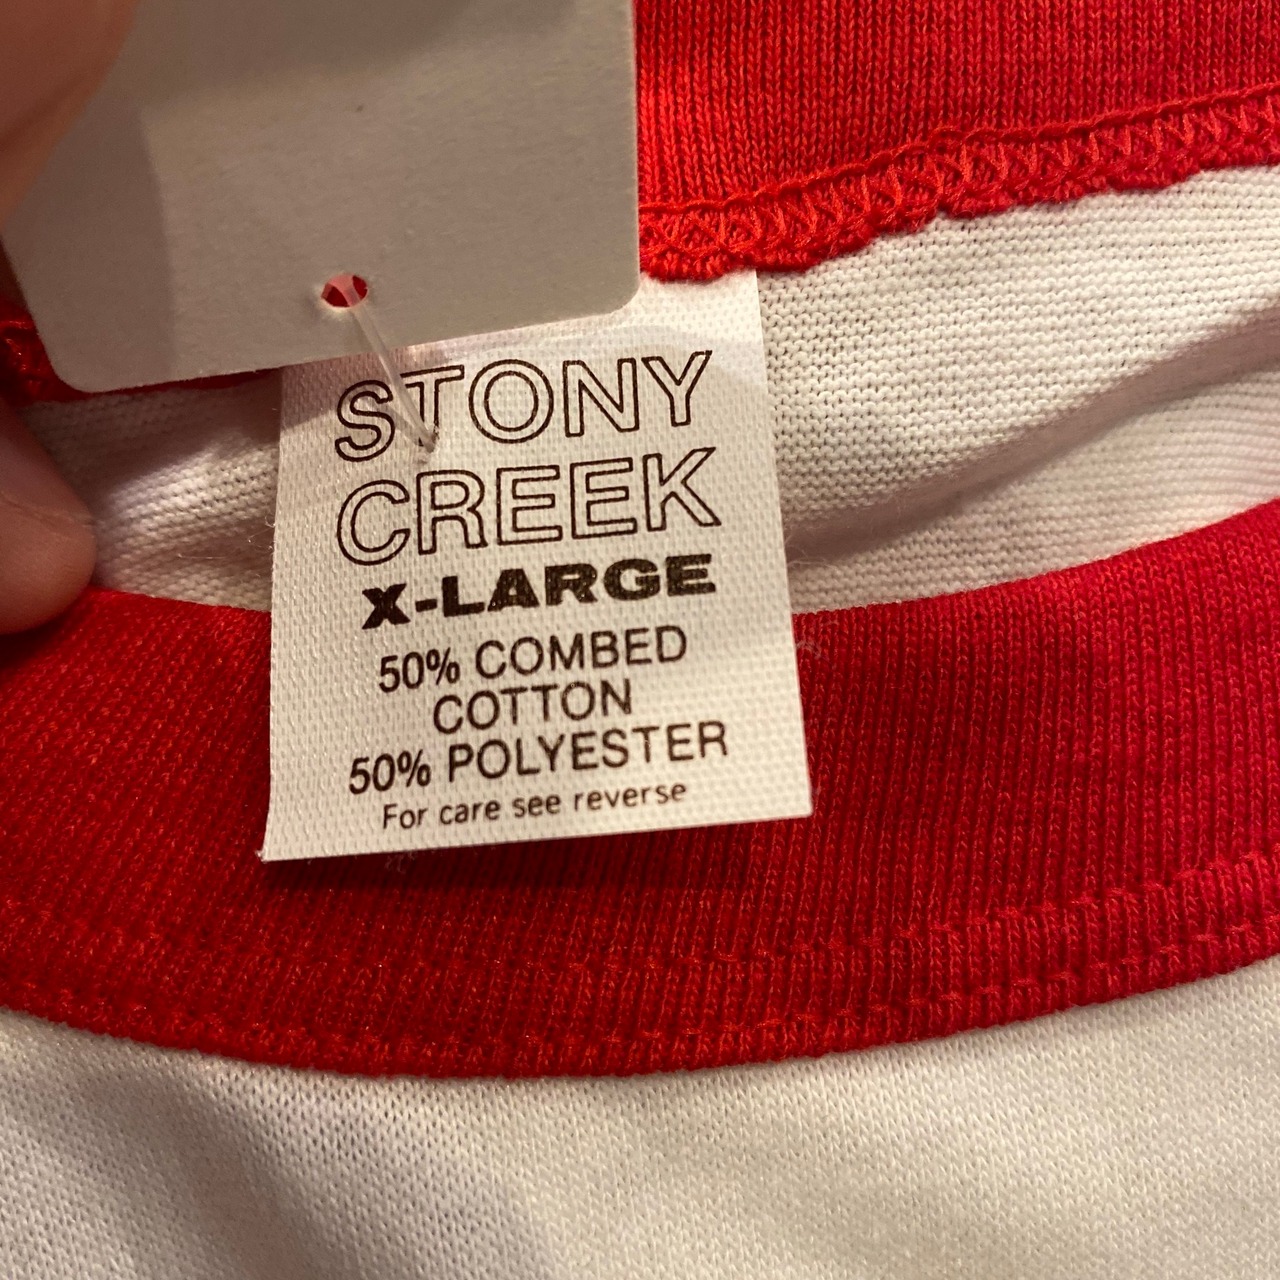 STONY
CREEK
X-LARGE
50% COMBED
COTTON
50% POLYESTER
For care see reverse